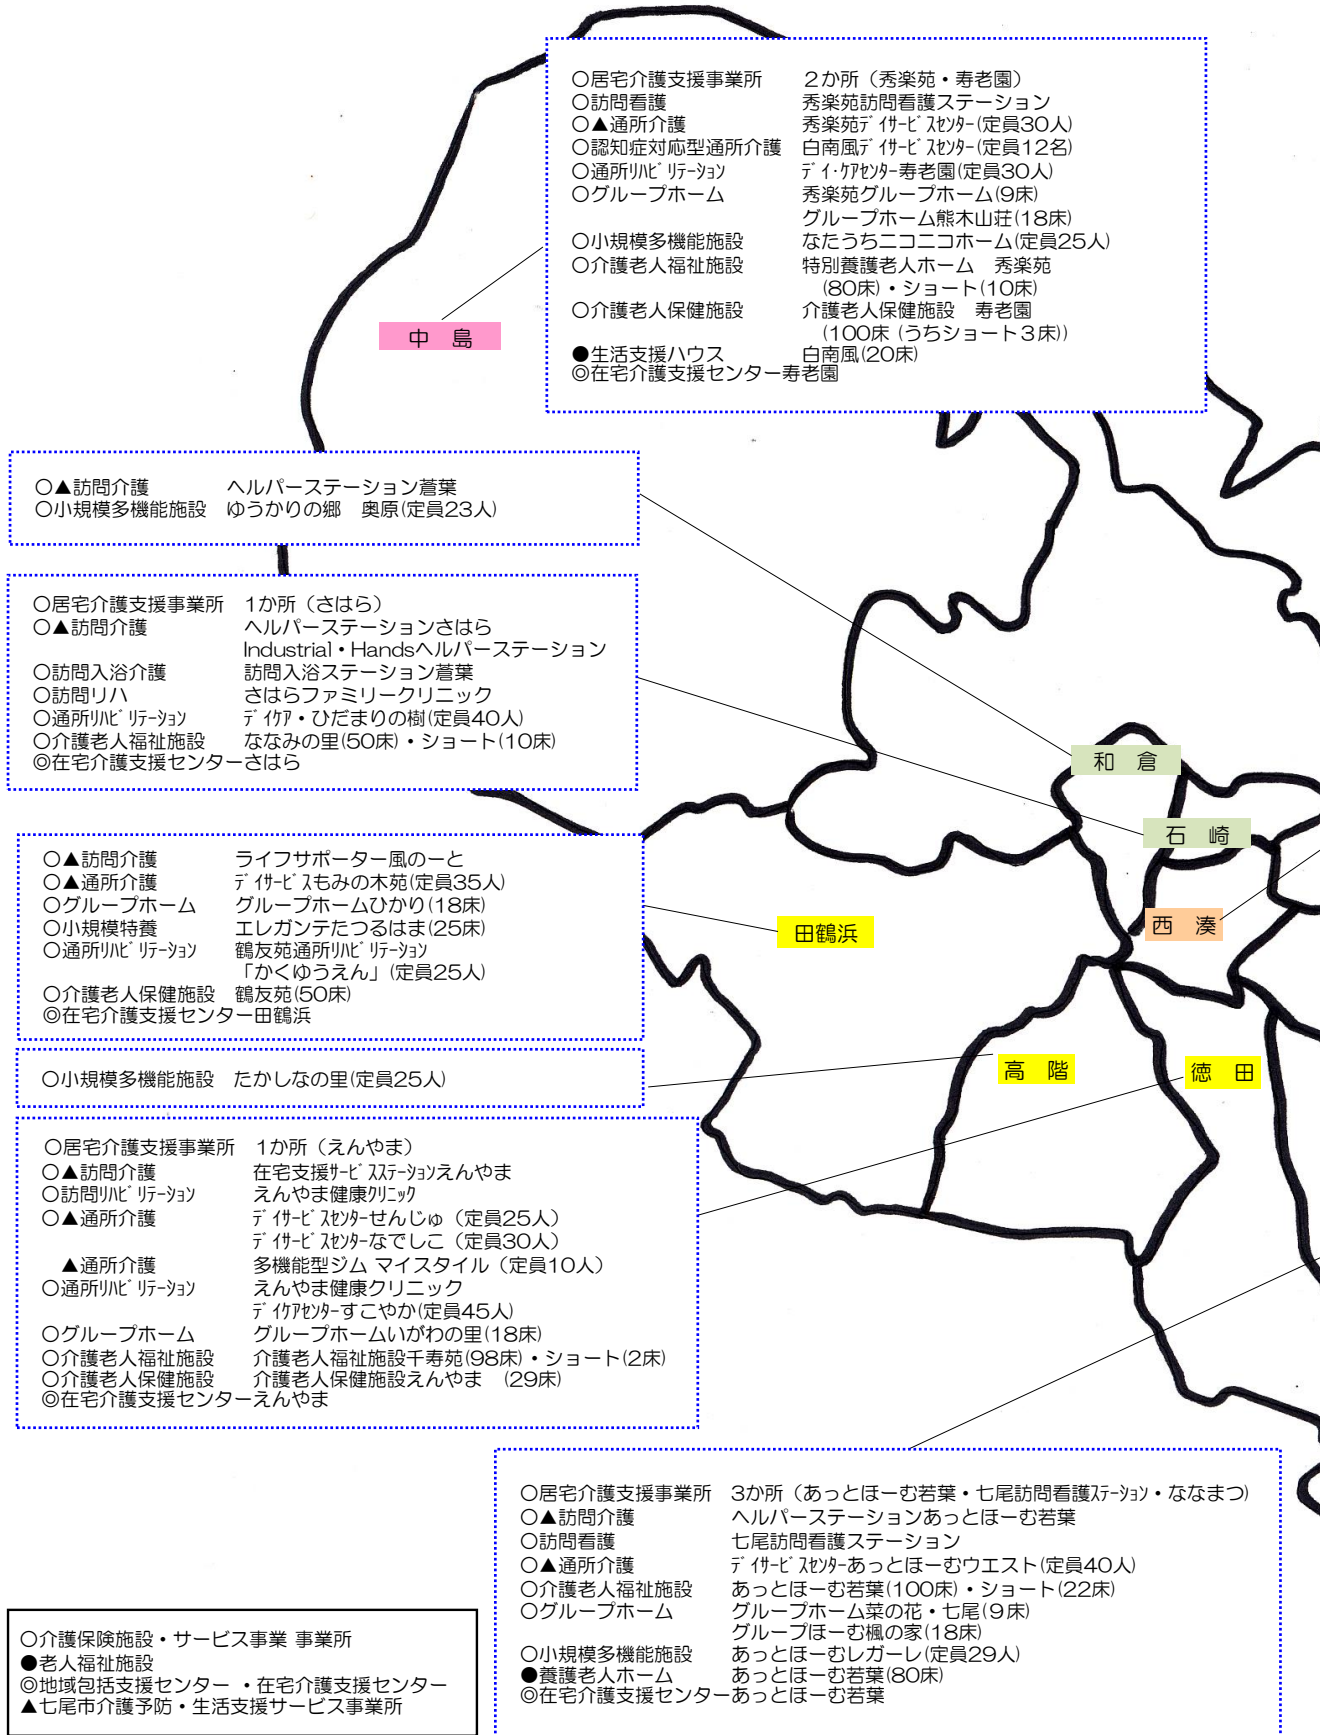 ○居宅介護支援事業所 2か所（秀楽苑・寿老園）
○訪問看護 秀楽苑訪問看護ステーション
○▲通所介護 秀楽苑ﾃﾞｲｻｰﾋﾞｽｾﾝﾀｰ(定員30人)
○認知症対応型通所介護 白南風ﾃﾞｲｻｰﾋﾞｽｾﾝﾀｰ(定員12名)
○通所ﾘﾊﾋﾞﾘﾃｰｼｮﾝ ﾃﾞｲ･ｹｱｾﾝﾀｰ寿老園(定員30人)
○グループホーム 秀楽苑グループホーム(9床)
グループホーム熊木山荘(18床)
○小規模多機能施設 なたうちニコニコホーム(定員25人)
○介護老人福祉施設 特別養護老人ホーム 秀楽苑
(80床)・ショート(10床)
○介護老人保健施設 介護老人保健施設 寿老園
(100床 (うちショート３床))
●生活支援ハウス 白南風(20床)
◎在宅介護支援センター寿老園
中 島
○▲訪問介護 ヘルパーステーション蒼葉
○小規模多機能施設 ゆうかりの郷 奥原(定員23人)
○居宅介護支援事業所 1か所（さはら）
○▲訪問介護 ヘルパーステーションさはら
Industrial・Handsヘルパーステーション
○訪問入浴介護 訪問入浴ステーション蒼葉
○訪問リハ さはらファミリークリニック
○通所ﾘﾊﾋﾞﾘﾃｰｼｮﾝ ﾃﾞｲｹｱ・ひだまりの樹(定員40人)
○介護老人福祉施設 ななみの里(50床)・ショート(10床)
◎在宅介護支援センターさはら
和 倉
石 崎
○▲訪問介護 ライフサポーター風のーと
○▲通所介護 ﾃﾞｲｻｰﾋﾞｽもみの木苑(定員35人)
○グループホーム グループホームひかり(18床)
○小規模特養 エレガンテたつるはま(25床)
○通所ﾘﾊﾋﾞﾘﾃｰｼｮﾝ 鶴友苑通所ﾘﾊﾋﾞﾘﾃｰｼｮﾝ
「かくゆうえん」(定員25人)
○介護老人保健施設 鶴友苑(50床)
◎在宅介護支援センター田鶴浜
田鶴浜
西 湊
○小規模多機能施設 たかしなの里(定員25人)
高 階
徳 田
○居宅介護支援事業所 1か所（えんやま）
○▲訪問介護 在宅支援ｻｰﾋﾞｽｽﾃｰｼｮﾝえんやま
○訪問ﾘﾊﾋﾞﾘﾃｰｼｮﾝ えんやま健康ｸﾘﾆｯｸ
○▲通所介護 ﾃﾞｲｻｰﾋﾞｽｾﾝﾀｰせんじゅ（定員25人）
ﾃﾞｲｻｰﾋﾞｽｾﾝﾀｰなでしこ（定員30人）
▲通所介護 多機能型ジム マイスタイル（定員10人）
○通所ﾘﾊﾋﾞﾘﾃｰｼｮﾝ えんやま健康クリニック
ﾃﾞｲｹｱｾﾝﾀｰすこやか(定員45人)
○グループホーム グループホームいがわの里(18床)
○介護老人福祉施設 介護老人福祉施設千寿苑(98床)・ショート(2床)
○介護老人保健施設 介護老人保健施設えんやま (29床)
◎在宅介護支援センターえんやま
○居宅介護支援事業所 3か所（あっとほーむ若葉・七尾訪問看護ｽﾃｰｼｮﾝ・ななまつ）
○▲訪問介護 ヘルパーステーションあっとほーむ若葉
○訪問看護 七尾訪問看護ステーション
○▲通所介護 ﾃﾞｲｻｰﾋﾞｽｾﾝﾀｰあっとほーむウエスト(定員40人)
○介護老人福祉施設 あっとほーむ若葉(100床)・ショート(22床)
○グループホーム グループホーム菜の花・七尾(９床)
グループほーむ楓の家(18床)
○小規模多機能施設 あっとほーむレガーレ(定員29人)
●養護老人ホーム あっとほーむ若葉(80床)
◎在宅介護支援センターあっとほーむ若葉
○介護保険施設・サービス事業 事業所
●老人福祉施設
◎地域包括支援センター ・在宅介護支援センター
▲七尾市介護予防・生活支援サービス事業所